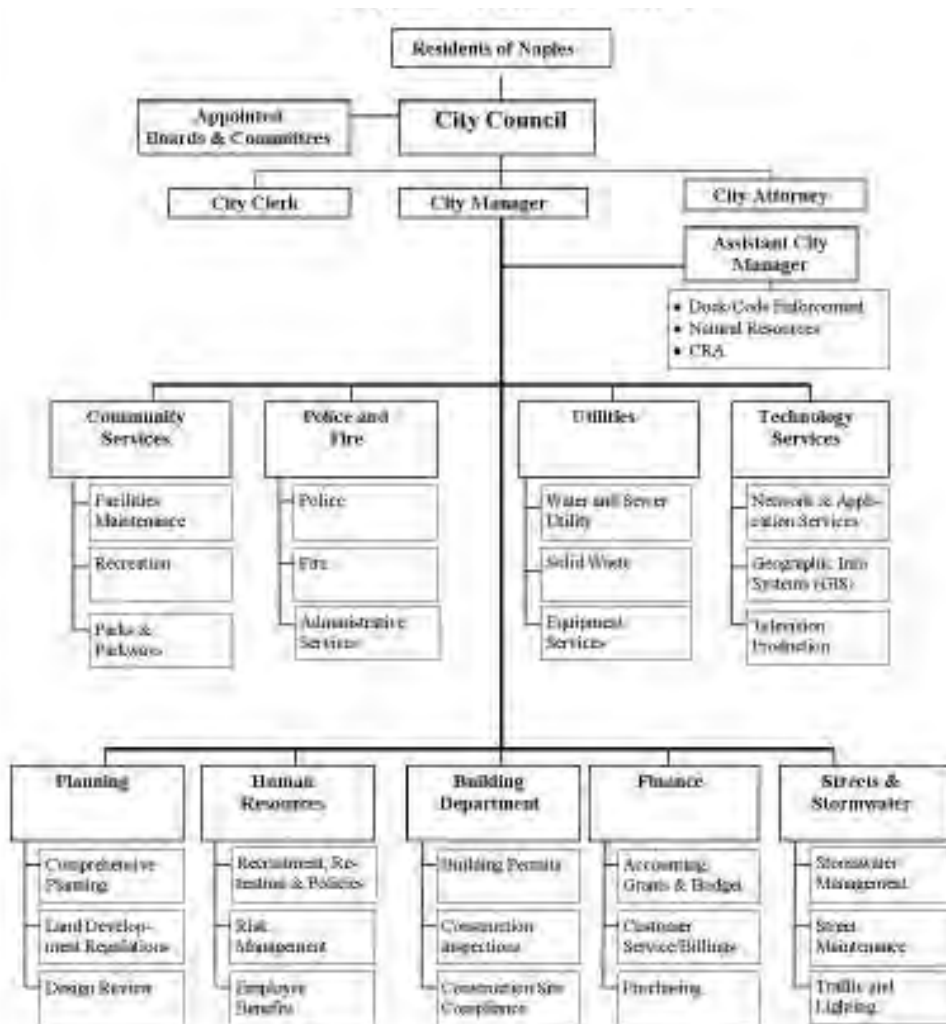 Residents of Naples
Appointed
Boards & Committees
City Council
City Clerk
City Manager
City Attorney
Assistant City
Manager
• Dock/Code Enforcement
• Natural Resources
• CRA
Community
Services
Facilities
Maintenance
Recreation
Parks &
Parkways
Police and
Fire
Police
Fire
Administrative
Services
Utilities
Water and Sewer
Utility
Solid Waste
Equipment
Services
Technology
Services
Network & Applic-
cation Services
Geographic Info
Systems (GIS)
Television
Production
Planning
Comprehensive
Planning
Land Develop-
ment Regulations
Design Review
Human
Resources
Recruitment, Re-
tention & Policies
Risk
Management
Employee
Benefits
Building
Department
Building Permits
Construction
inspections
Construction Site
Compliance
Finance
Accounting,
Grants & Budget
Customer
Service/Billings
Purchasing
Streets &
Stormwater
Stormwater
Management
Street
Maintenance
Traffic and
Lighting